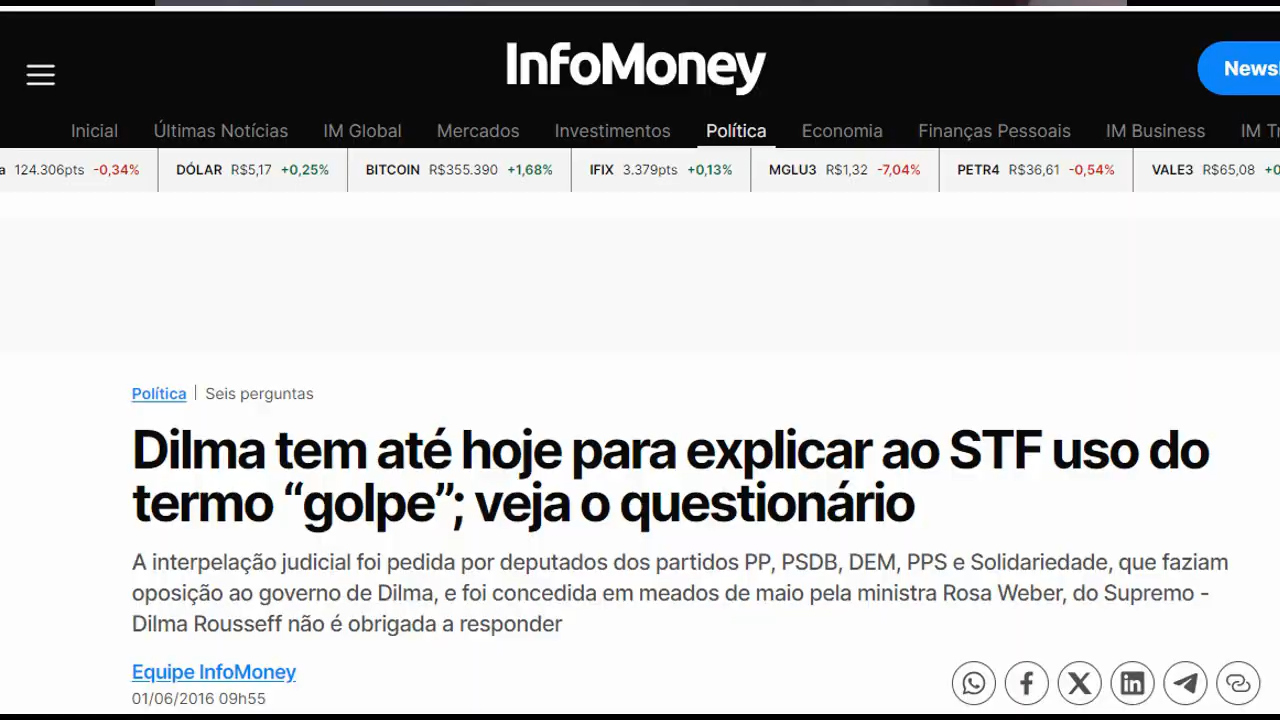 InfoMoney
Newsl
Inicial Últimas Notícias IM Global Mercados Investimentos Política Economia Finanças Pessoais IM Business IM T
a 124.306pts -0,34% DÓLAR R$5,17 +0,25% BITCOIN R$355.390 +1,68% IFIX 3.379pts +0,13% MGLU3 R$1,32 -7,04% PETR4 R$36,61 -0,54% VALE3 R$65,08 +0
Política | Seis perguntas
Dilma tem até hoje para explicar ao STF uso do
termo “golpe”; veja o questionário
A interpelação judicial foi pedida por deputados dos partidos PP, PSDB, DEM, PPS e Solidariedade, que faziam
oposição ao governo de Dilma, e foi concedida em meados de maio pela ministra Rosa Weber, do Supremo -
Dilma Rousseff não é obrigada a responder
Equipe InfoMoney
01/06/2016 09h55